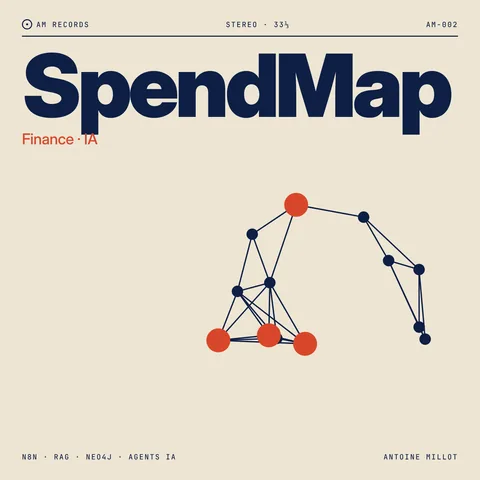 AM RECORDS STEREO · 33⅓ AM-002
SpendMap
Finance · IA
N8N · RAG · NEO4J · AGENTS IA ANTOINE MILLOT